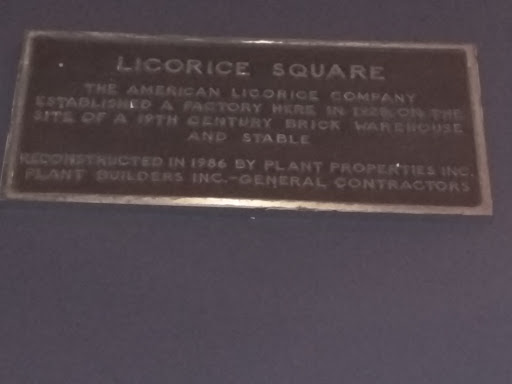 LICORICE SQUARE
THE AMERICAN LICORICE COMPANY
ESTABLISHED A FACTORY HERE IN 1928, ON THE
SITE OF A 19TH CENTURY BRICK WAREHOUSE
AND STABLE
RECONSTRUCTED IN 1986 BY PLANT PROPERTIES INC.
PLANT BUILDERS INC.-GENERAL CONTRACTORS